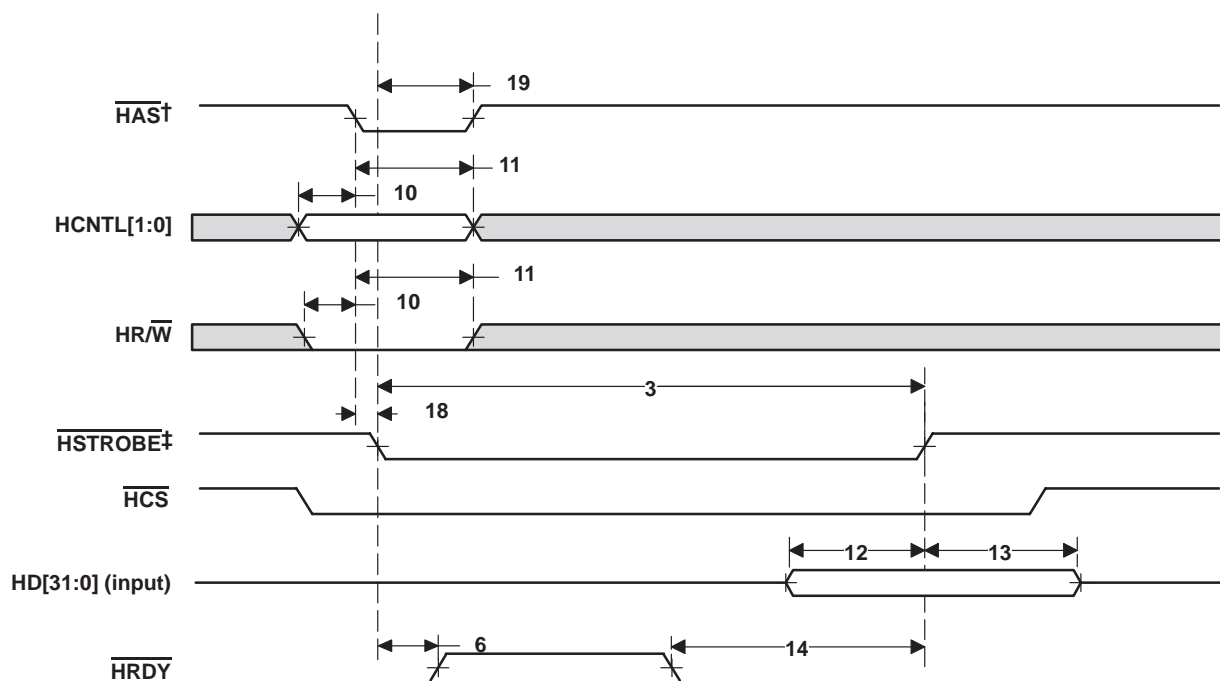 19
HAS†
11
10
HCNTL[1:0]
11
10
HR/W
3
18
HSTROBE‡
HCS
12
13
HD[31:0] (input)
6
14
HRDY